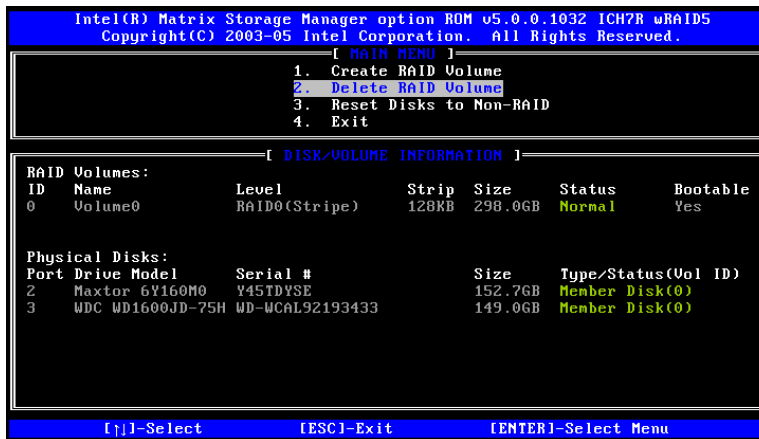 Intel(R) Matrix Storage Manager option ROM v5.0.0.1032 ICH7R wRAID5
Copyright(C) 2003-05 Intel Corporation. All Rights Reserved.
[ MAIN MENU ]
1. Create RAID Volume
2. Delete RAID Volume
3. Reset Disks to Non-RAID
4. Exit
[ DISK/VOLUME INFORMATION ]
RAID Volumes:
ID Name Level Strip Size Status Bootable
0 Volume0 RAID0(Stripe) 128KB 298.0GB Normal Yes
Physical Disks:
Port Drive Model Serial # Size Type/Status(Vol ID)
2 Maxtor 6Y160M0 Y45TDYSE 152.7GB Member Disk(0)
3 WDC WD1600JD-75H WD-WCAL92193433 149.0GB Member Disk(0)
[↑↓]-Select [ESC]-Exit [ENTER]-Select Menu